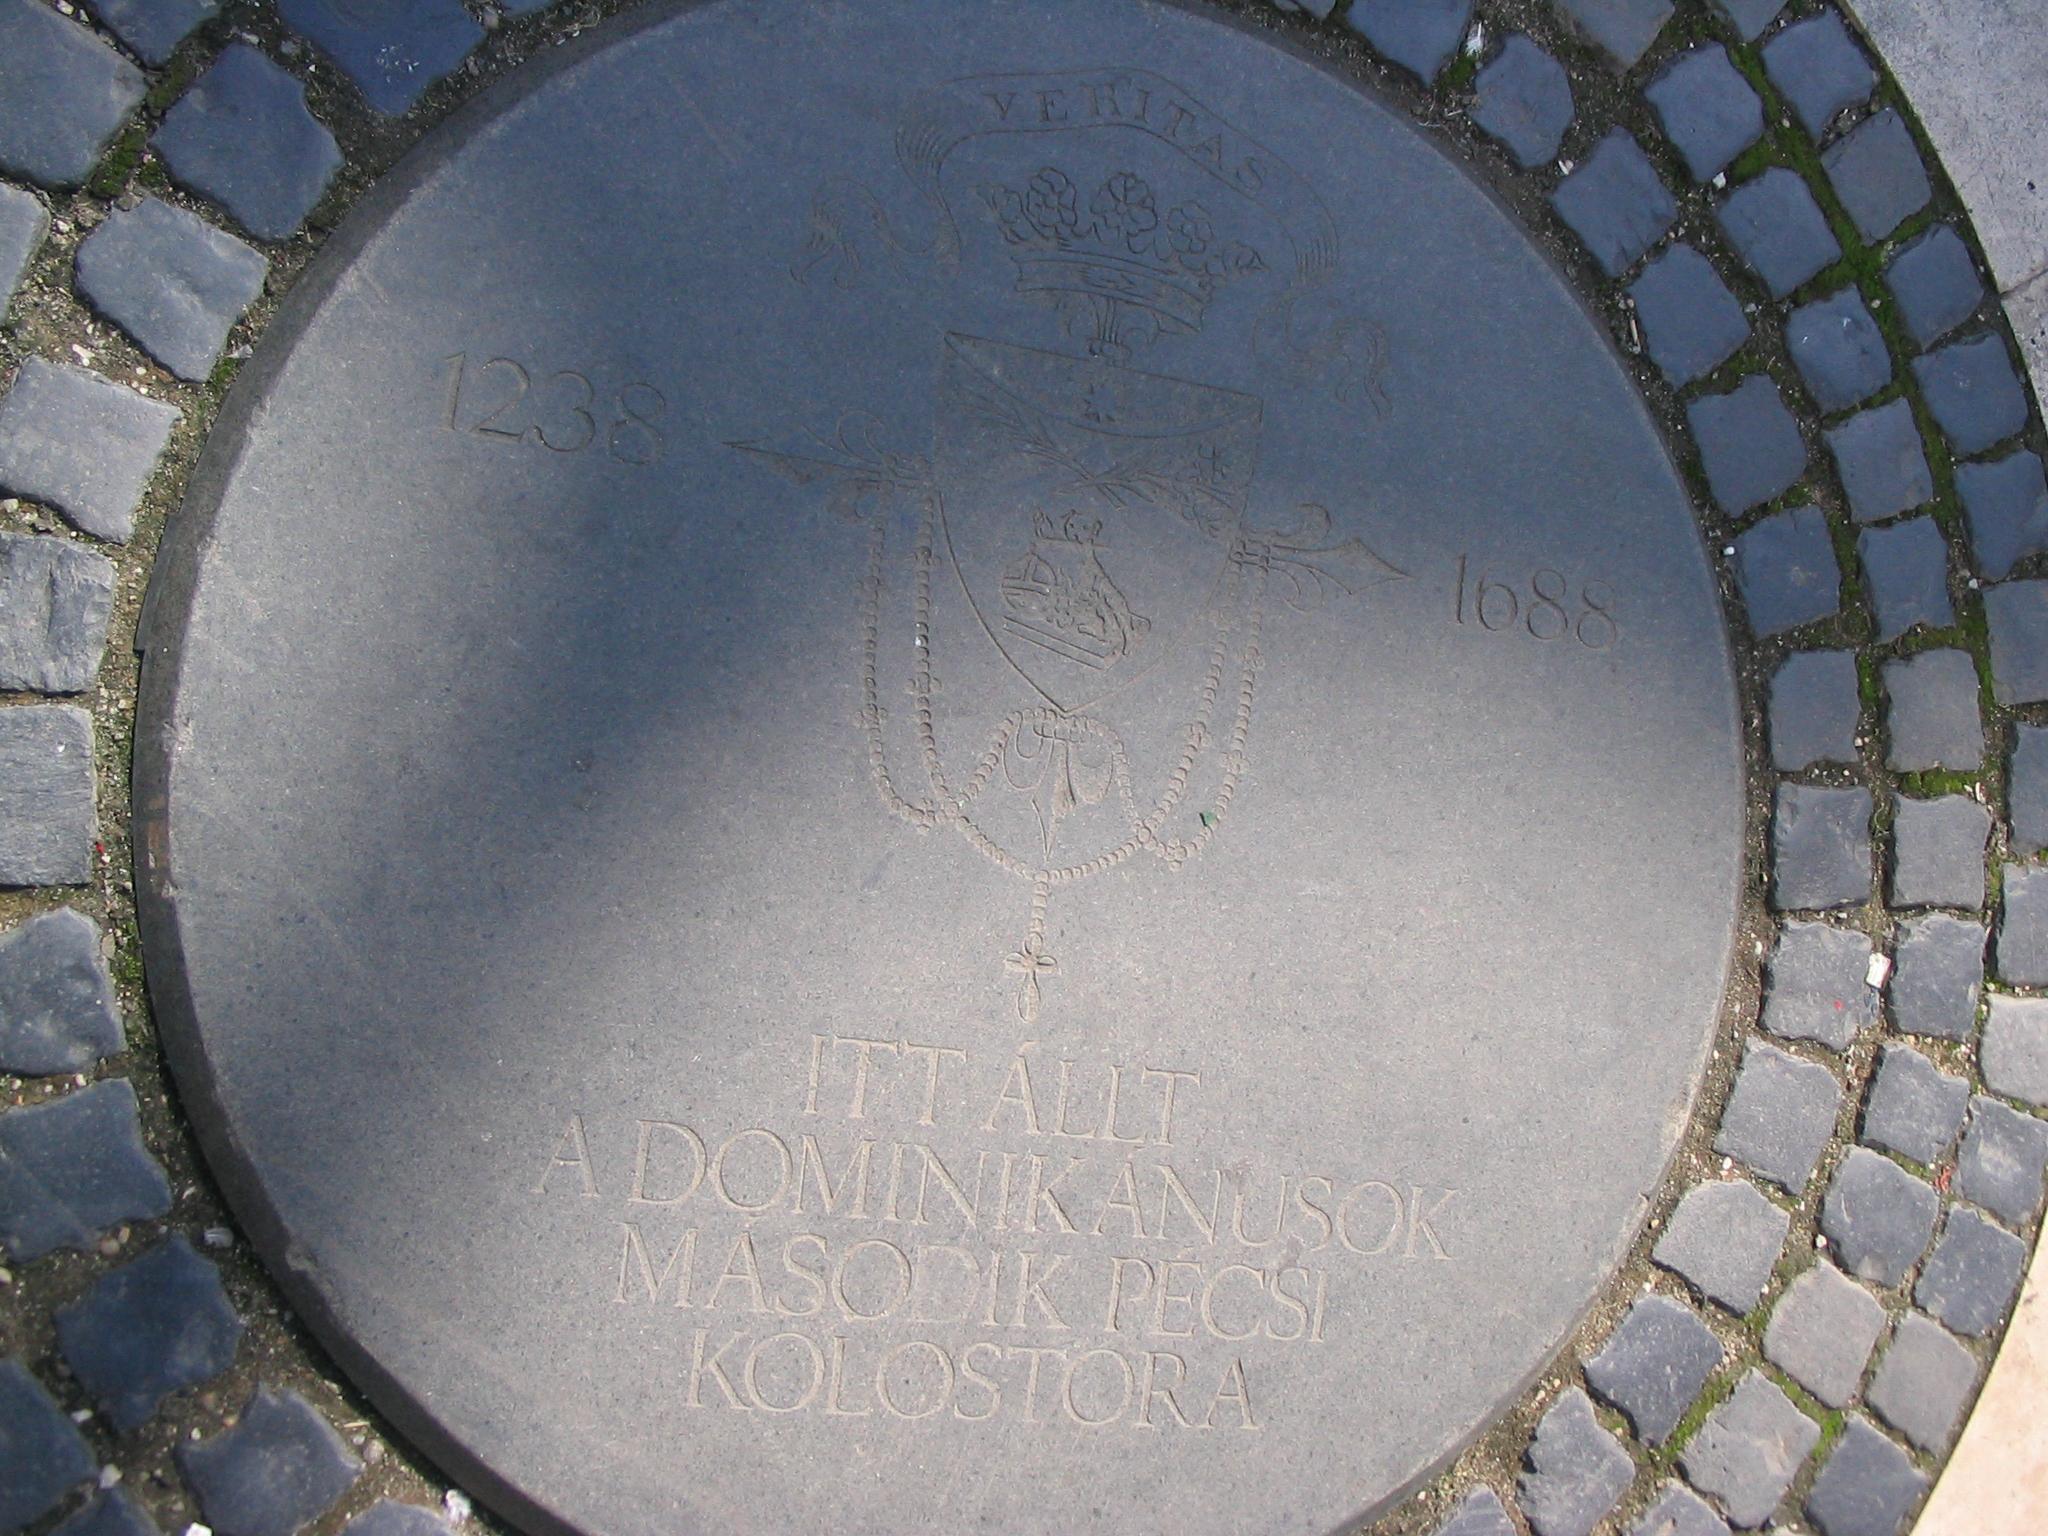 VERITAS
1238 1688
ITT ÁLLT
A DOMINIKÁNUSOK
MÁSODIK PÉCSI
KOLOSTORA